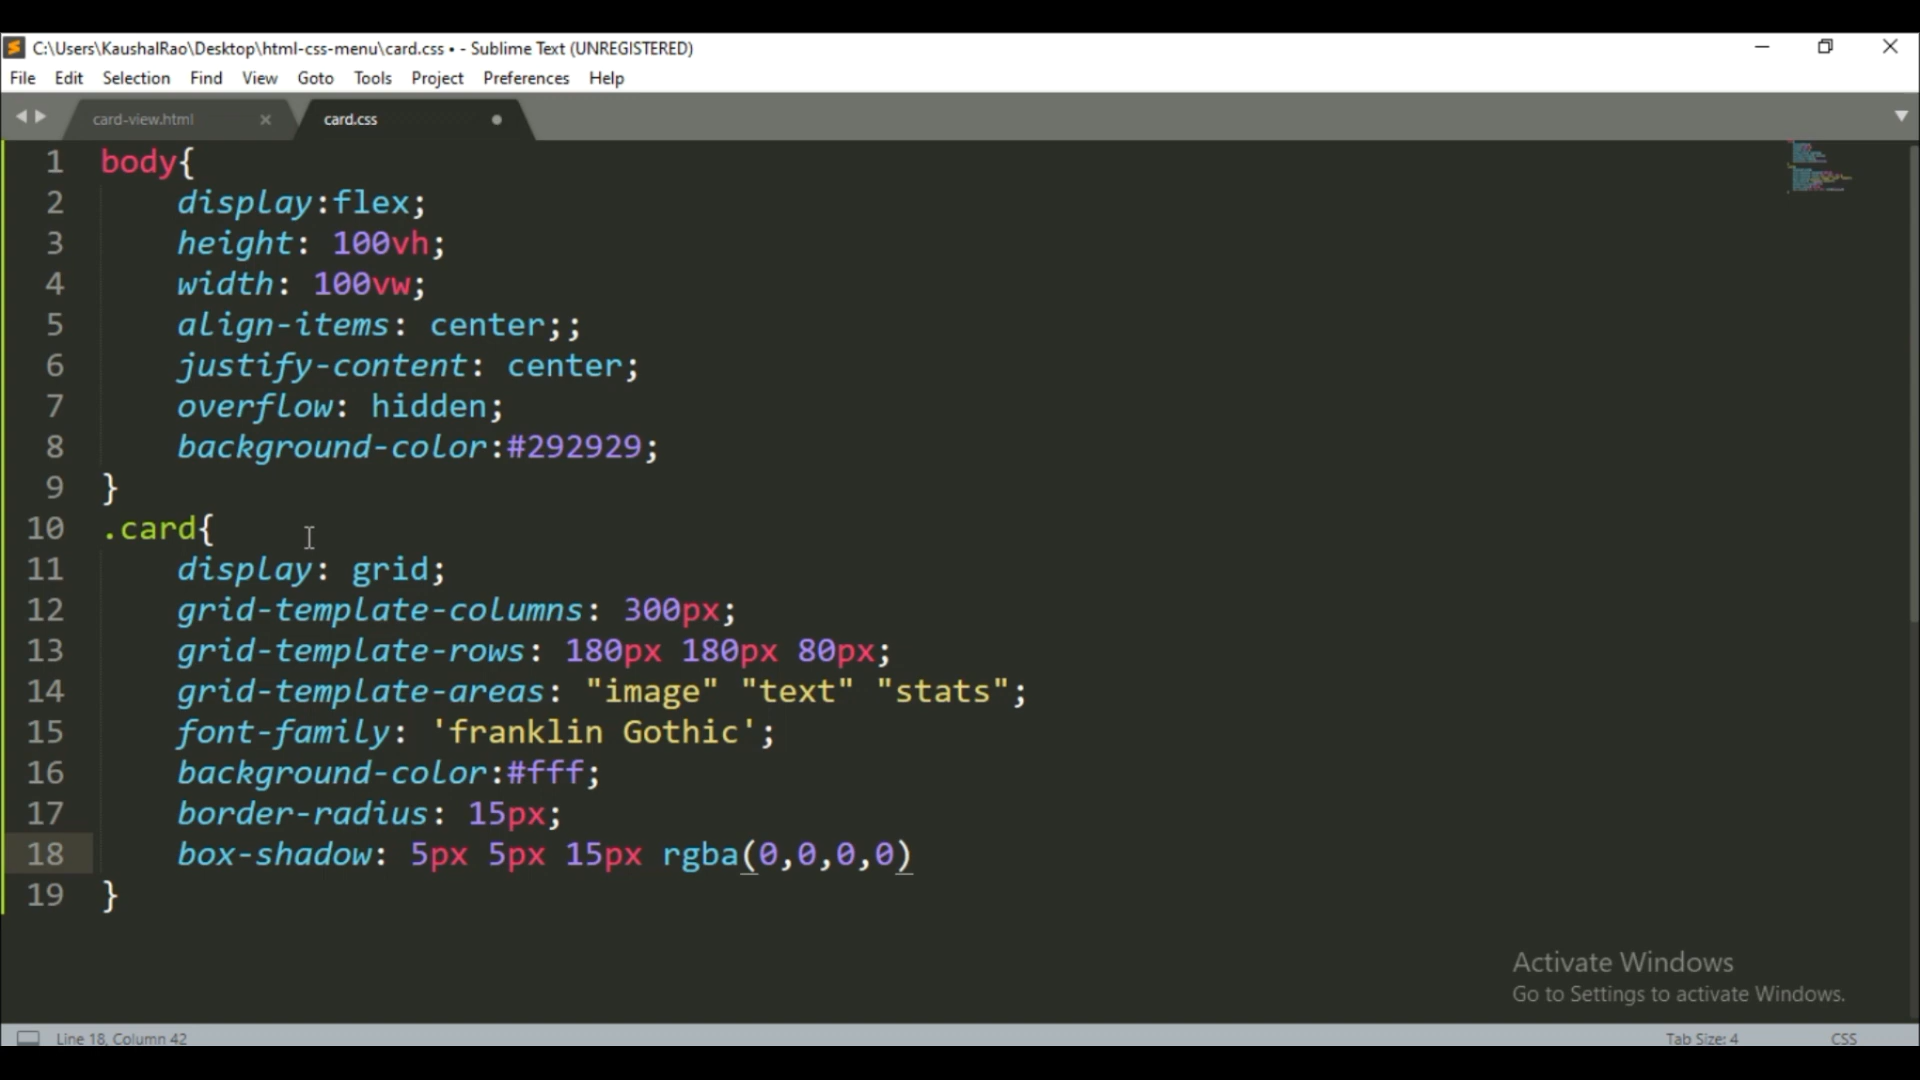 C:\Users\KaushalRao\Desktop\html-css-menu\card.css • - Sublime Text (UNREGISTERED)
File Edit Selection Find View Goto Tools Project Preferences Help
card-view.html card.css
1 body{
2 display:flex;
3 height: 100vh;
4 width: 100vw;
5 align-items: center;;
6 justify-content: center;
7 overflow: hidden;
8 background-color:#292929;
9 }
10 .card{
11 display: grid;
12 grid-template-columns: 300px;
13 grid-template-rows: 180px 180px 80px;
14 grid-template-areas: "image" "text" "stats";
15 font-family: 'franklin Gothic';
16 background-color:#fff;
17 border-radius: 15px;
18 box-shadow: 5px 5px 15px rgba(0,0,0,0)
19 }
Activate Windows
Go to Settings to activate Windows.
Line 18, Column 42 Tab Size: 4 CSS